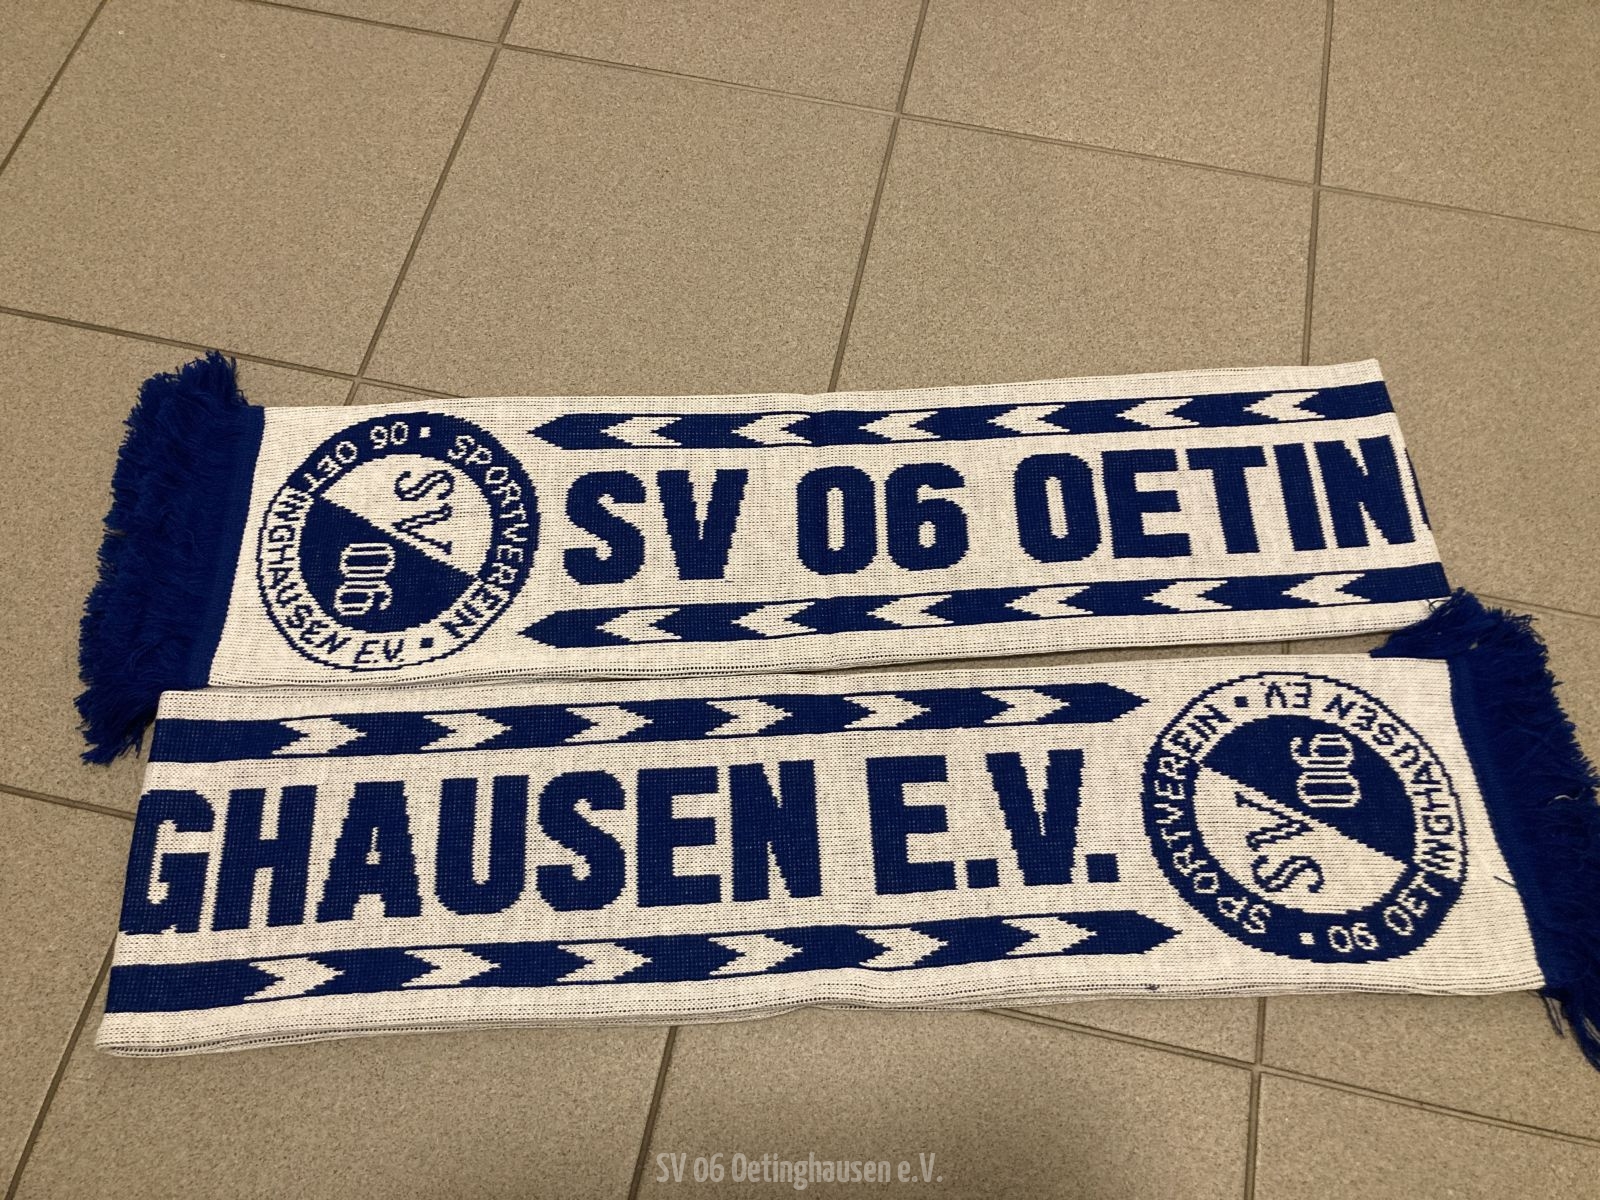 SPORTVEREIN · 06 OETINGHAUSEN E.V. ·
SV
06
SV 06 OETIN
GHAUSEN E.V.
SPORTVEREIN · 06 OETINGHAUSEN E.V. ·
SV
06
SV 06 Oetinghausen e.V.